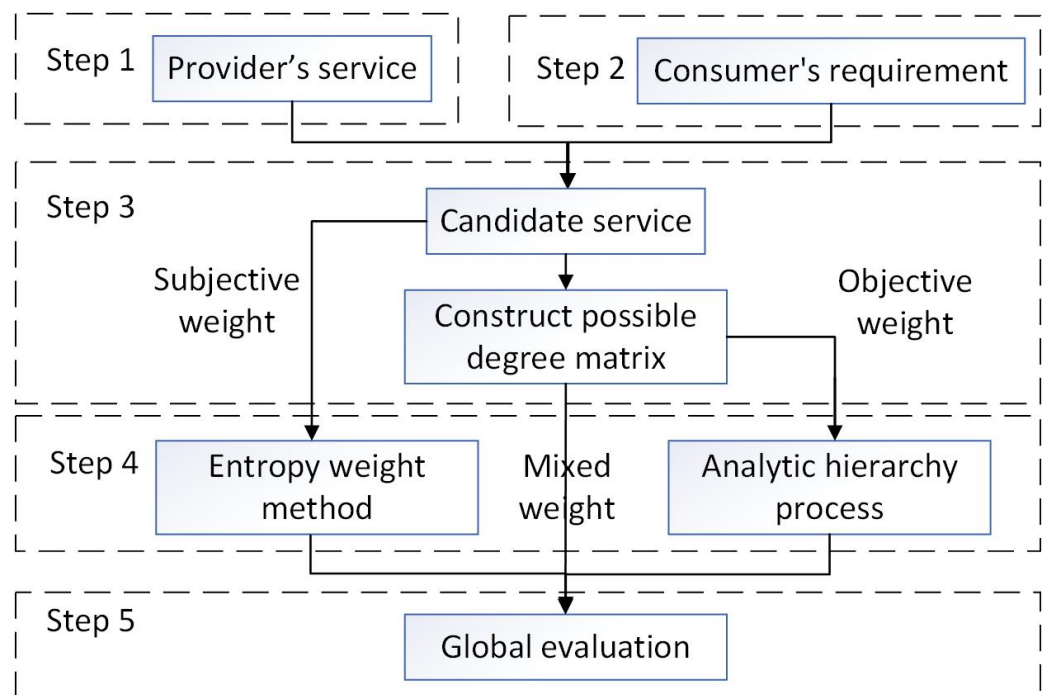 Step 1
Provider’s service
Step 2
Consumer's requirement
Step 3
Candidate service
Subjective
weight
Construct possible
degree matrix
Objective
weight
Step 4
Entropy weight
method
Mixed
weight
Analytic hierarchy
process
Step 5
Global evaluation